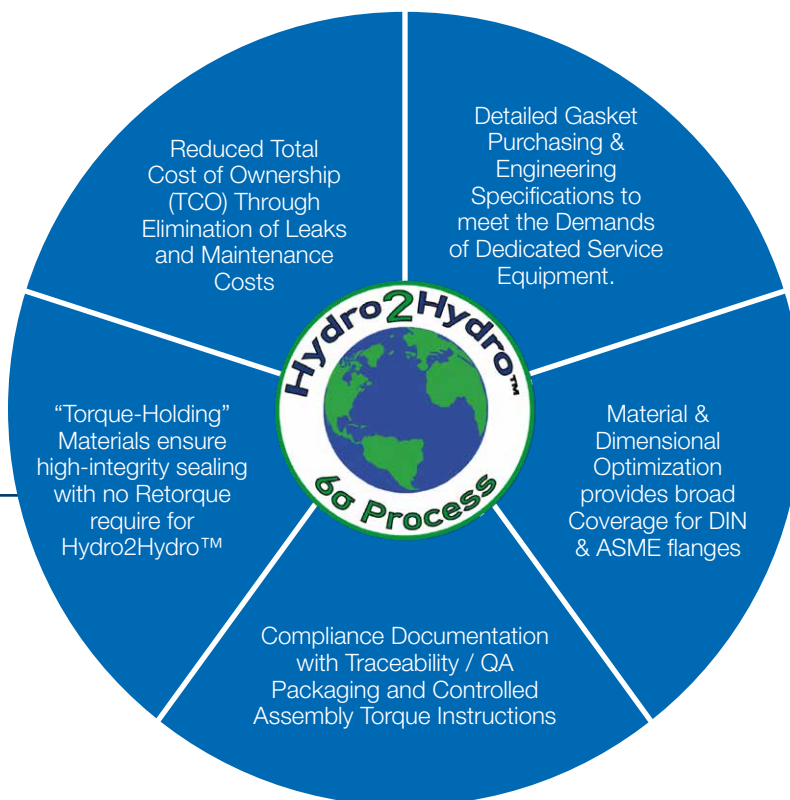 Reduced Total
Cost of Ownership
(TCO) Through
Elimination of Leaks
and Maintenance
Costs
Detailed Gasket
Purchasing &
Engineering
Specifications to
meet the Demands
of Dedicated Service
Equipment.
Hydro2Hydro™
6σ Process
“Torque-Holding”
Materials ensure
high-integrity sealing
with no Retorque
require for
Hydro2Hydro™
Material &
Dimensional
Optimization
provides broad
Coverage for DIN
& ASME flanges
Compliance Documentation
with Traceability / QA
Packaging and Controlled
Assembly Torque Instructions